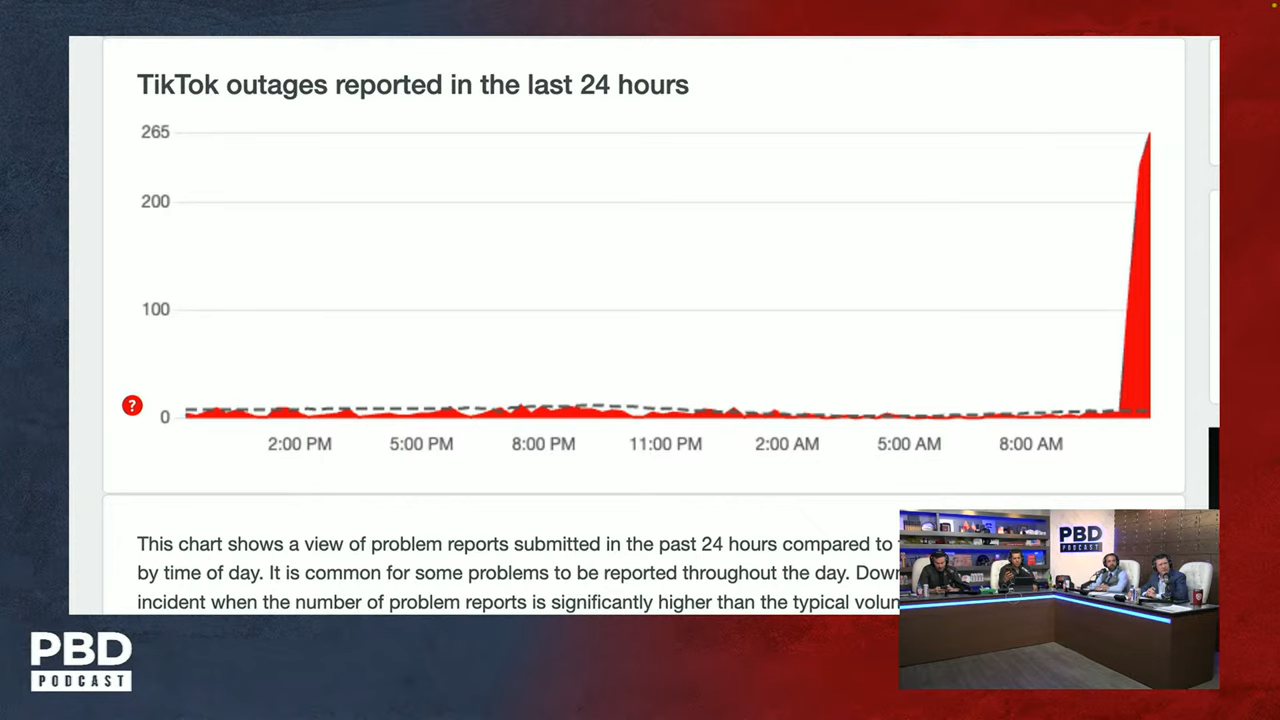 TikTok outages reported in the last 24 hours
265
200
100
?
0
2:00 PM 5:00 PM 8:00 PM 11:00 PM 2:00 AM 5:00 AM 8:00 AM
This chart shows a view of problem reports submitted in the past 24 hours compared to
by time of day. It is common for some problems to be reported throughout the day. Down
incident when the number of problem reports is significantly higher than the typical volum
PBD
PODCAST
PBD
PODCAST